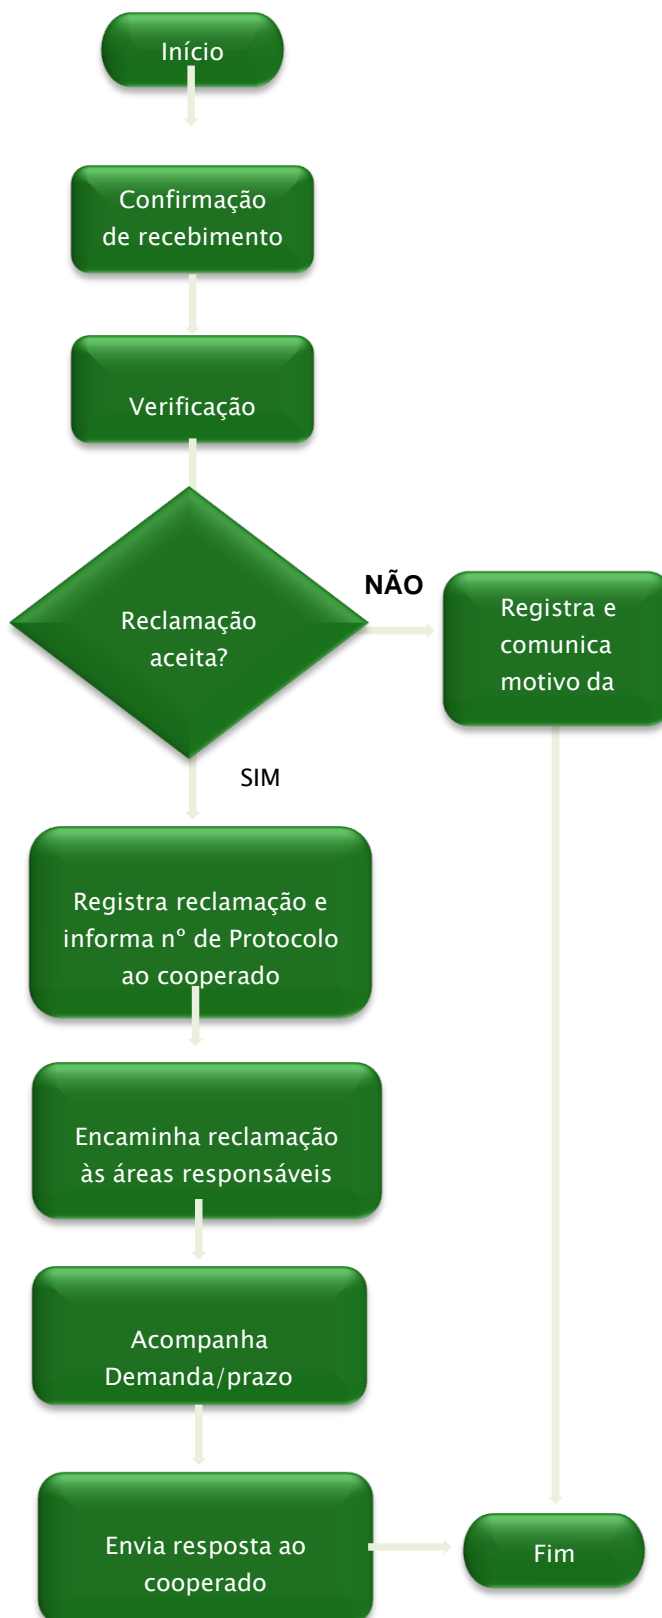 Início
Confirmação
de recebimento
Verificação
Reclamação
aceita?
NÃO
Registra e
comunica
motivo da
SIM
Registra reclamação e
informa n° de Protocolo
ao cooperado
Encaminha reclamação
às áreas responsáveis
Acompanha
Demanda/prazo
Envia resposta ao
cooperado
Fim